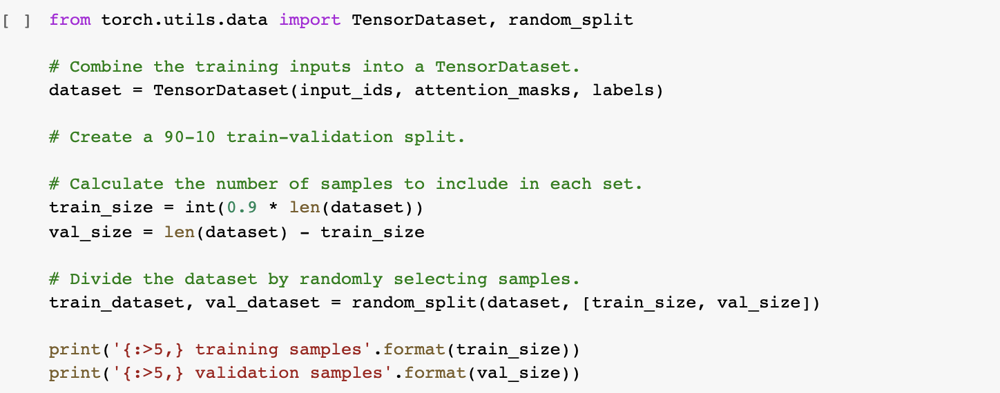 [ ] from torch.utils.data import TensorDataset, random_split
# Combine the training inputs into a TensorDataset.
dataset = TensorDataset(input_ids, attention_masks, labels)
# Create a 90-10 train-validation split.
# Calculate the number of samples to include in each set.
train_size = int(0.9 * len(dataset))
val_size = len(dataset) - train_size
# Divide the dataset by randomly selecting samples.
train_dataset, val_dataset = random_split(dataset, [train_size, val_size])
print('{:>5,} training samples'.format(train_size))
print('{:>5,} validation samples'.format(val_size))